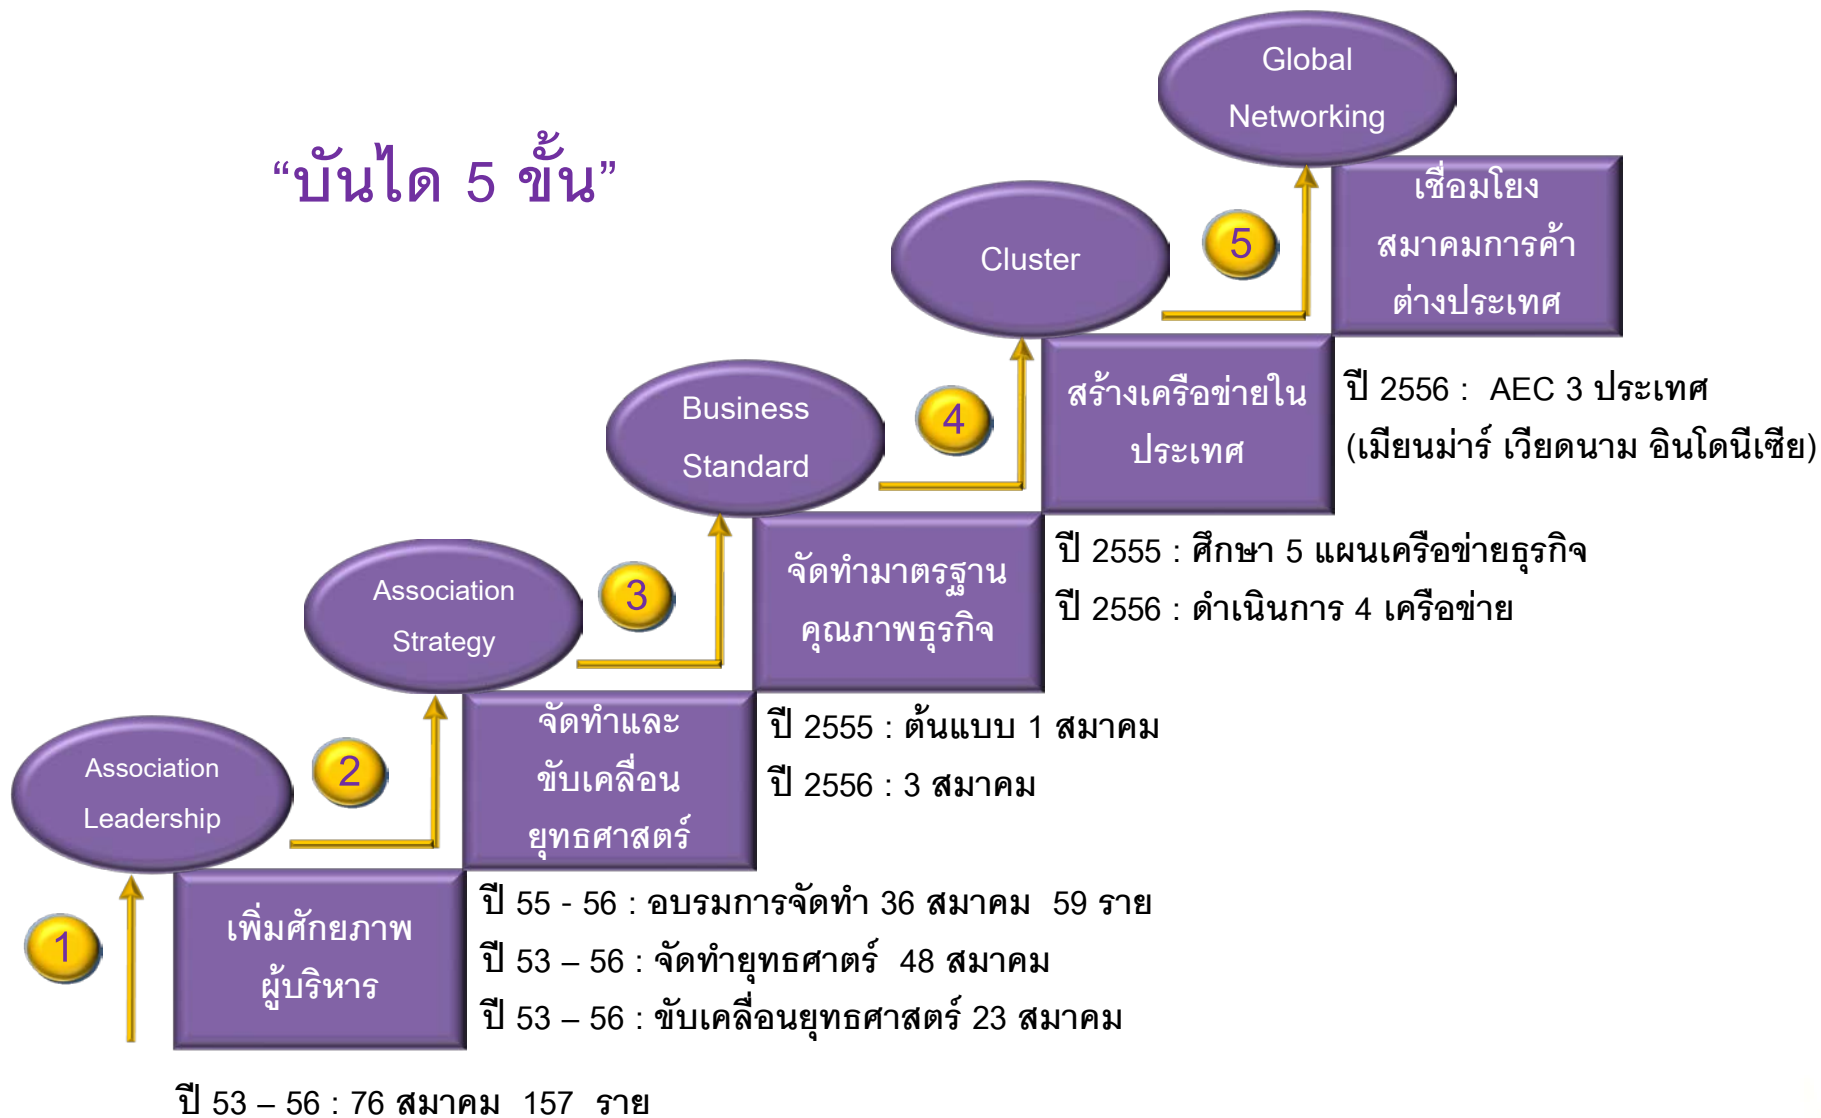 “บันได 5 ขั้น”
Global
Networking
5
เชื่อมโยง
สมาคมการค้า
ต่างประเทศ
ปี 2556 : AEC 3 ประเทศ
(เมียนม่าร์ เวียดนาม อินโดนีเซีย)
Cluster
4
สร้างเครือข่ายใน
ประเทศ
ปี 2555 : ศึกษา 5 แผนเครือข่ายธุรกิจ
ปี 2556 : ดำเนินการ 4 เครือข่าย
Business
Standard
3
จัดทำมาตรฐาน
คุณภาพธุรกิจ
ปี 2555 : ต้นแบบ 1 สมาคม
ปี 2556 : 3 สมาคม
Association
Strategy
2
จัดทำและ
ขับเคลื่อน
ยุทธศาสตร์
ปี 55 - 56 : อบรมการจัดทำ 36 สมาคม 59 ราย
ปี 53 – 56 : จัดทำยุทธศาตร์ 48 สมาคม
ปี 53 – 56 : ขับเคลื่อนยุทธศาสตร์ 23 สมาคม
Association
Leadership
1
เพิ่มศักยภาพ
ผู้บริหาร
ปี 53 – 56 : 76 สมาคม 157 ราย